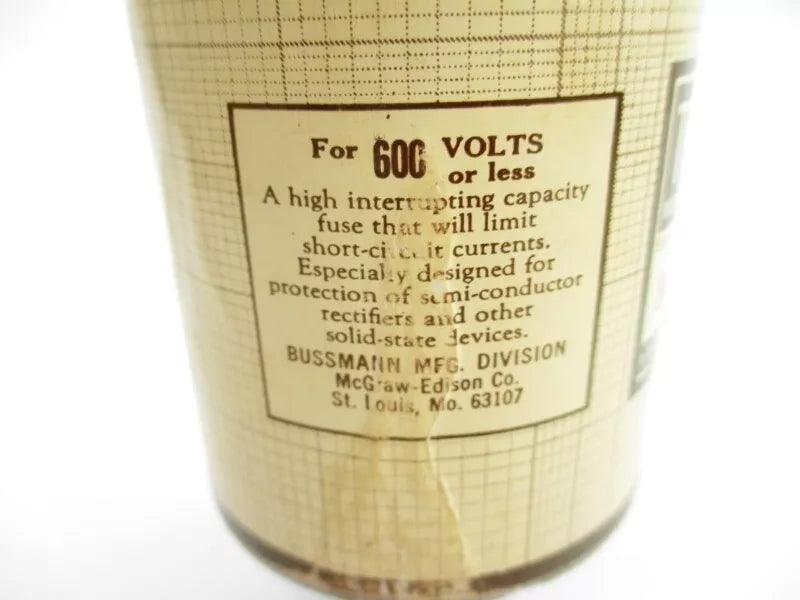 For 600 VOLTS
or less
A high interrupting capacity
fuse that will limit
short-circuit currents.
Especially designed for
protection of semi-conductor
rectifiers and other
solid-state devices.
BUSSMANN MFG. DIVISION
McGraw-Edison Co.
St. Louis, Mo. 63107